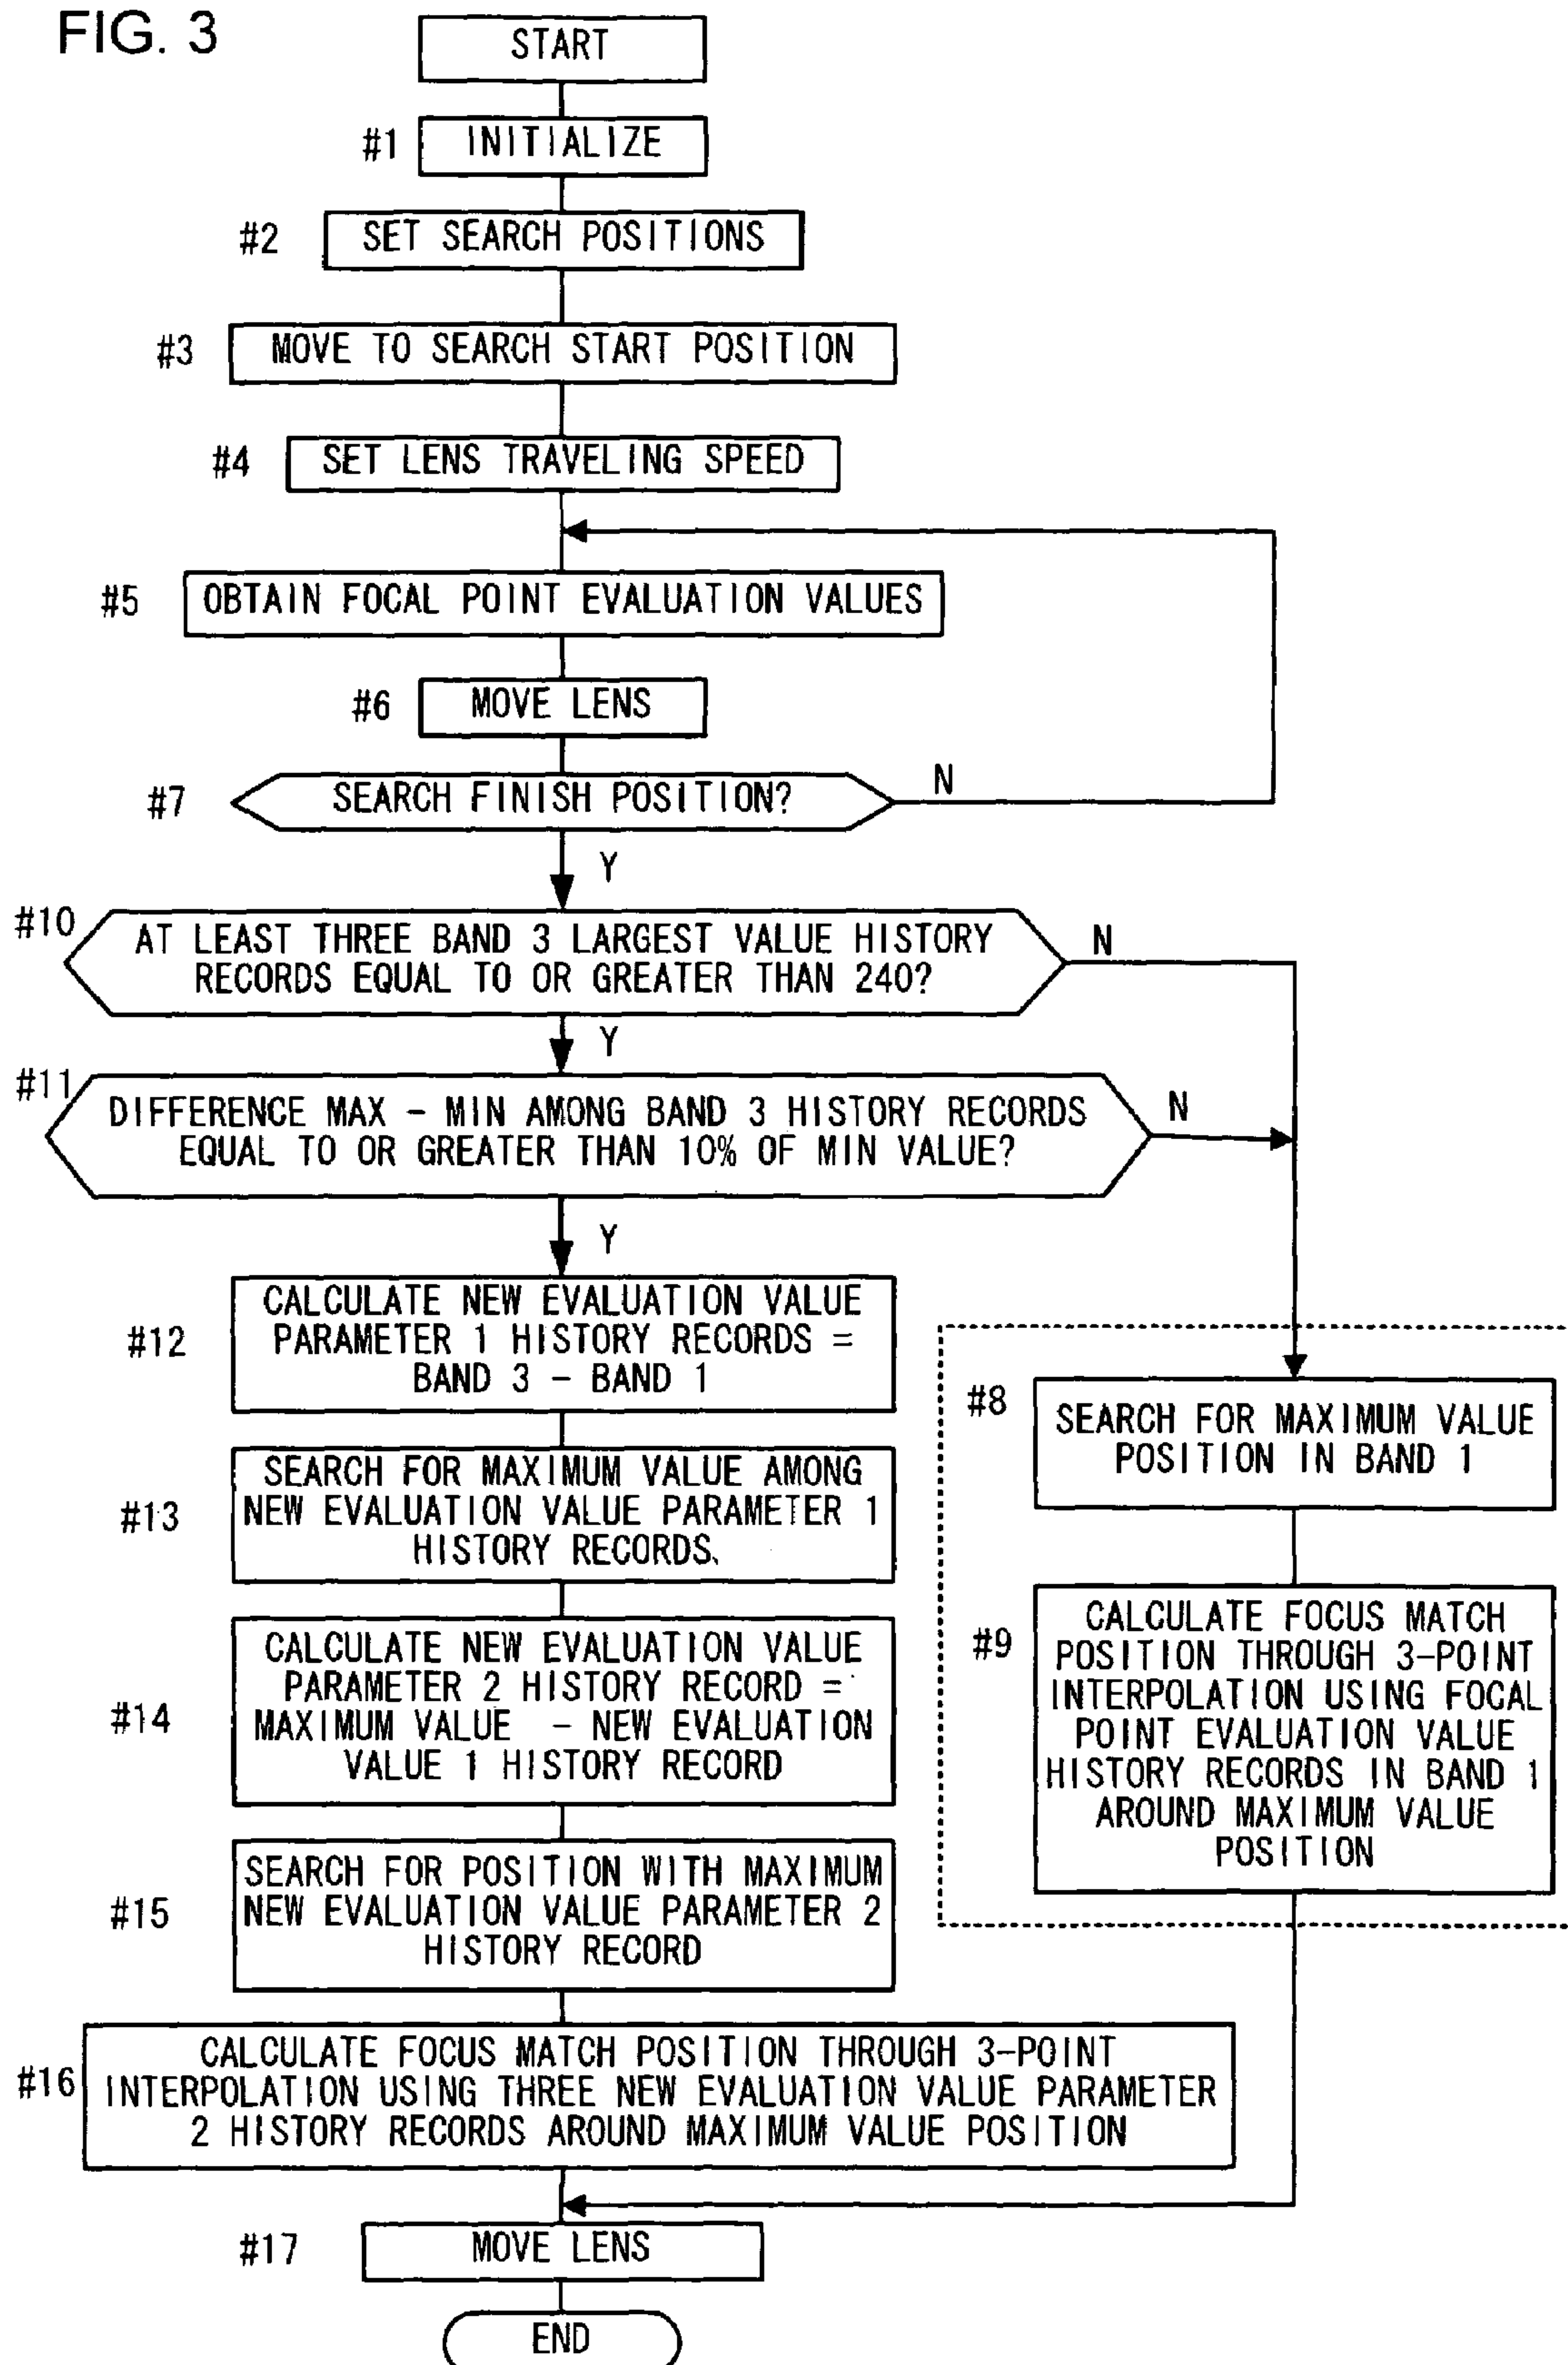 FIG. 3
START
#1
INITIALIZE
#2
SET SEARCH POSITIONS
#3
MOVE TO SEARCH START POSITION
#4
SET LENS TRAVELING SPEED
#5
OBTAIN FOCAL POINT EVALUATION VALUES
#6
MOVE LENS
#7
SEARCH FINISH POSITION?
N
Y
#10
AT LEAST THREE BAND 3 LARGEST VALUE HISTORY
RECORDS EQUAL TO OR GREATER THAN 240?
N
Y
#11
DIFFERENCE MAX - MIN AMONG BAND 3 HISTORY RECORDS
EQUAL TO OR GREATER THAN 10% OF MIN VALUE?
N
Y
#12
CALCULATE NEW EVALUATION VALUE
PARAMETER 1 HISTORY RECORDS =
BAND 3 - BAND 1
#13
SEARCH FOR MAXIMUM VALUE AMONG
NEW EVALUATION VALUE PARAMETER 1
HISTORY RECORDS.
#14
CALCULATE NEW EVALUATION VALUE
PARAMETER 2 HISTORY RECORD =
MAXIMUM VALUE - NEW EVALUATION
VALUE 1 HISTORY RECORD
#15
SEARCH FOR POSITION WITH MAXIMUM
NEW EVALUATION VALUE PARAMETER 2
HISTORY RECORD
#8
SEARCH FOR MAXIMUM VALUE
POSITION IN BAND 1
#9
CALCULATE FOCUS MATCH
POSITION THROUGH 3-POINT
INTERPOLATION USING FOCAL
POINT EVALUATION VALUE
HISTORY RECORDS IN BAND 1
AROUND MAXIMUM VALUE
POSITION
#16
CALCULATE FOCUS MATCH POSITION THROUGH 3-POINT
INTERPOLATION USING THREE NEW EVALUATION VALUE PARAMETER
2 HISTORY RECORDS AROUND MAXIMUM VALUE POSITION
#17
MOVE LENS
END